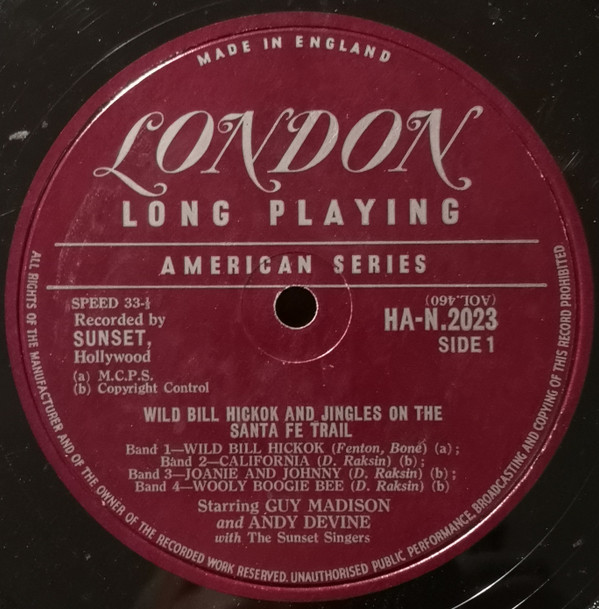 MADE IN ENGLAND
LONDON
LONG PLAYING
AMERICAN SERIES
SPEED 33-⅓
Recorded by
SUNSET,
Hollywood
(a) M.C.P.S.
(b) Copyright Control
(AOL.460)
HA-N.2023
SIDE 1
WILD BILL HICKOK AND JINGLES ON THE
SANTA FE TRAIL
Band 1—WILD BILL HICKOK (Fenton, Bone) (a) ;
Band 2—CALIFORNIA (D. Raksin) (b) ;
Band 3—JOANIE AND JOHNNY (D. Raksin) (b) ;
Band 4—WOOLY BOOGIE BEE (D. Raksin) (b)
Starring GUY MADISON
and ANDY DEVINE
with The Sunset Singers
ALL RIGHTS OF THE MANUFACTURER AND OF THE OWNER OF THE RECORDED WORK RESERVED. UNAUTHORISED PUBLIC PERFORMANCE, BROADCASTING AND COPYING OF THIS RECORD PROHIBITED